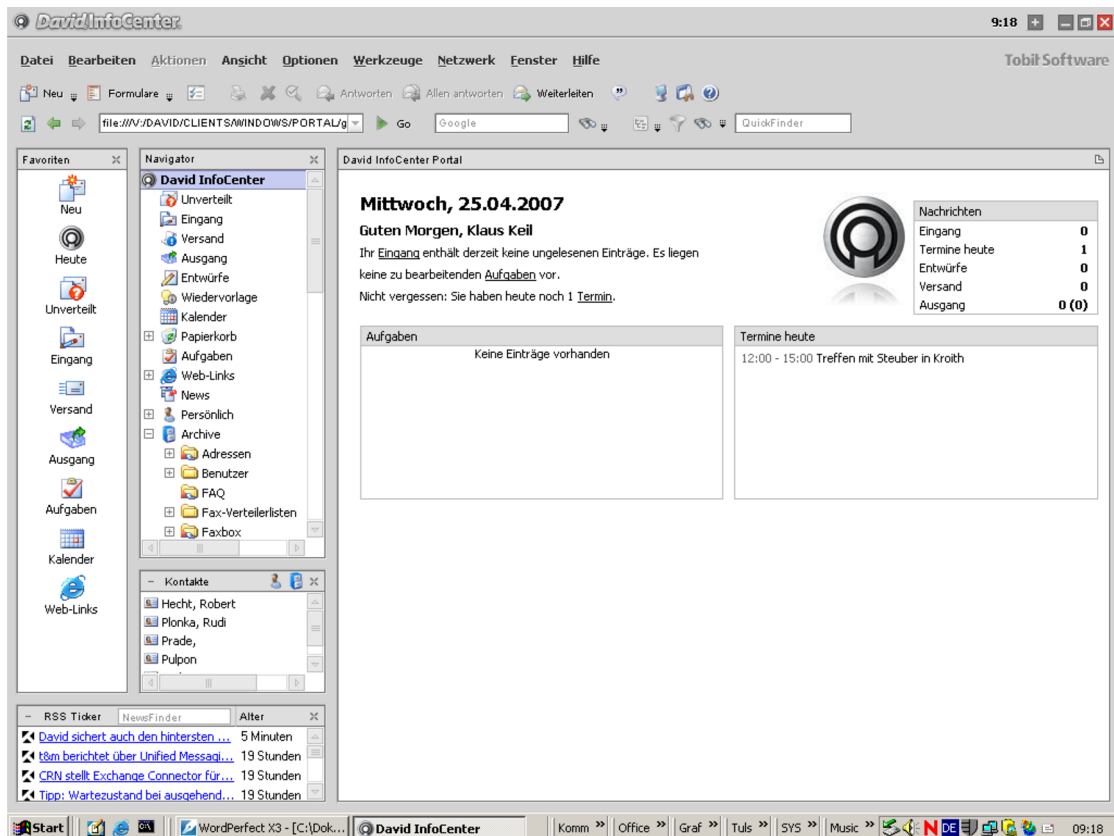 David InfoCenter
9:18
Datei Bearbeiten Aktionen Ansicht Optionen Werkzeuge Netzwerk Fenster Hilfe
Tobit Software
Neu Formulare Antworten Allen antworten Weiterleiten
file:///V:/DAVID/CLIENTS/WINDOWS/PORTAL/g Go Google QuickFinder
Favoriten
Neu
Heute
Unverteilt
Eingang
Versand
Ausgang
Aufgaben
Kalender
Web-Links
Navigator
David InfoCenter
Unverteilt
Eingang
Versand
Ausgang
Entwürfe
Wiedervorlage
Kalender
Papierkorb
Aufgaben
Web-Links
News
Persönlich
Archive
Adressen
Benutzer
FAQ
Fax-Verteilerlisten
Faxbox
Kontakte
Hecht, Robert
Plonka, Rudi
Prade,
Pulpon
RSS Ticker NewsFinder Alter
David sichert auch den hintersten ... 5 Minuten
t&m berichtet über Unified Messagi... 19 Stunden
CRN stellt Exchange Connector für... 19 Stunden
Tipp: Wartezustand bei ausgehend... 19 Stunden
David InfoCenter Portal
Mittwoch, 25.04.2007
Guten Morgen, Klaus Keil
Ihr Eingang enthält derzeit keine ungelesenen Einträge. Es liegen
keine zu bearbeitenden Aufgaben vor.
Nicht vergessen: Sie haben heute noch 1 Termin.
Nachrichten
Eingang 0
Termine heute 1
Entwürfe 0
Versand 0
Ausgang 0 (0)
Aufgaben
Keine Einträge vorhanden
Termine heute
12:00 - 15:00 Treffen mit Steuber in Kroith
Start WordPerfect X3 - [C:\Dok... David InfoCenter Komm » Office » Graf » Tuls » SYS » Music » N DE 09:18